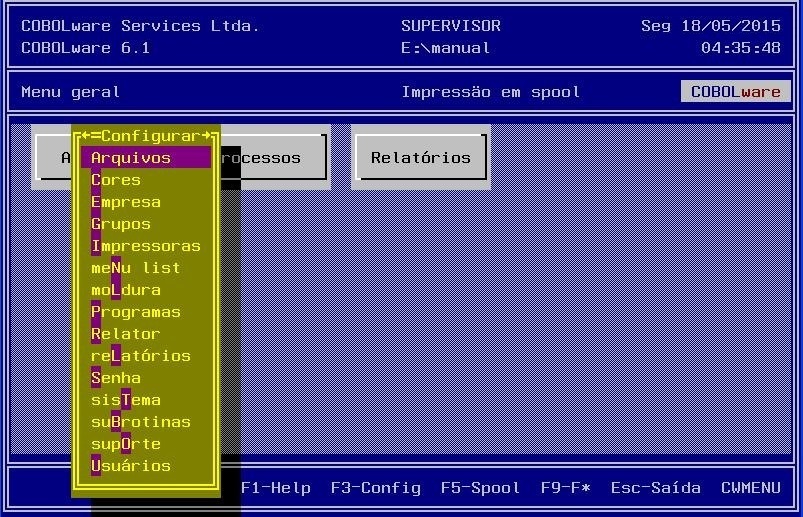 COBOLware Services Ltda. SUPERVISOR Seg 18/05/2015
COBOLware 6.1 E:\manual 04:35:48
Menu geral Impressäo em spool COBOLware
←=Configurar→
Arquivos
Cores
Empresa
Grupos
Impressoras
meNu list
moLdura
Programas
Relator
reLatórios
Senha
sisTema
suBrotinas
supOrte
Usuários
A rocessos Relatórios
F1-Help F3-Config F5-Spool F9-F* Esc-Saída CWMENU